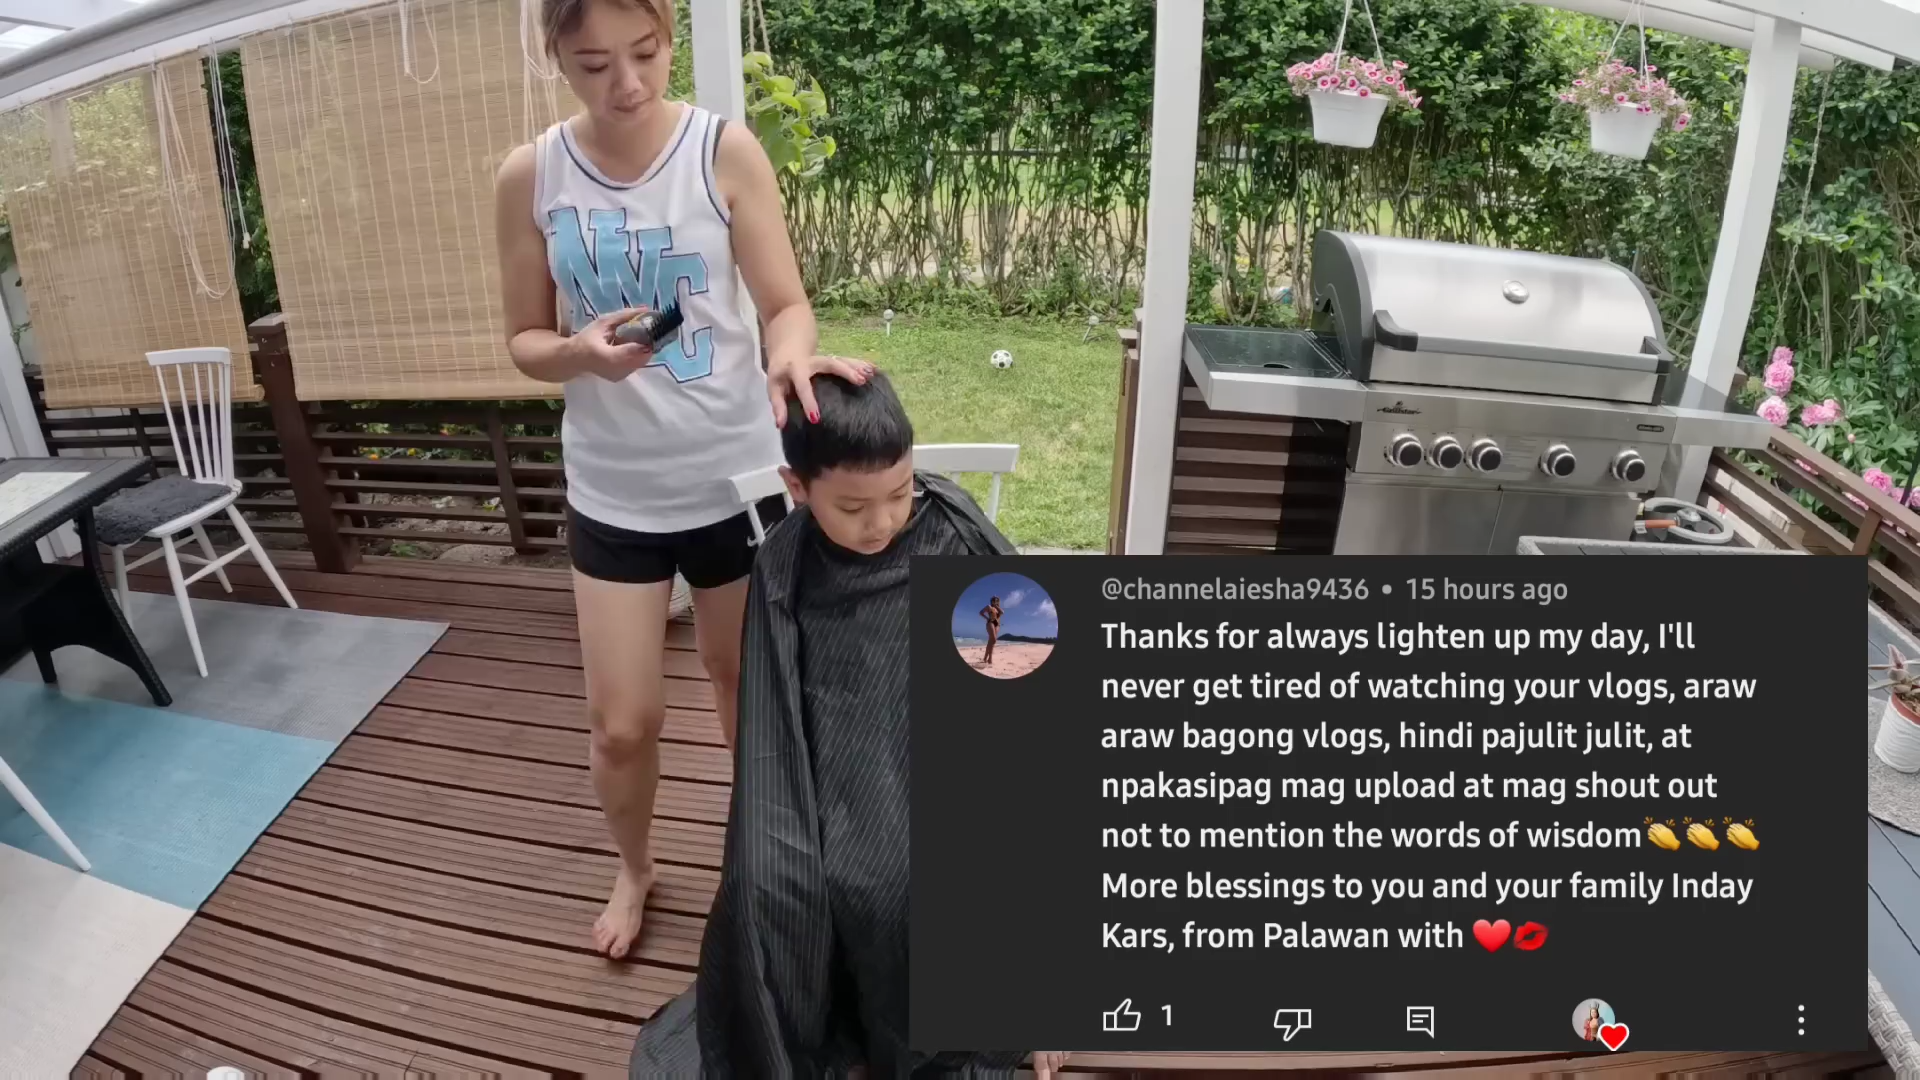 NVC
@channelaiesha9436 • 15 hours ago
Thanks for always lighten up my day, I'll
never get tired of watching your vlogs, araw
araw bagong vlogs, hindi pajulit julit, at
npakasipag mag upload at mag shout out
not to mention the words of wisdom👏👏👏
More blessings to you and your family Inday
Kars, from Palawan with ❤️💋
1